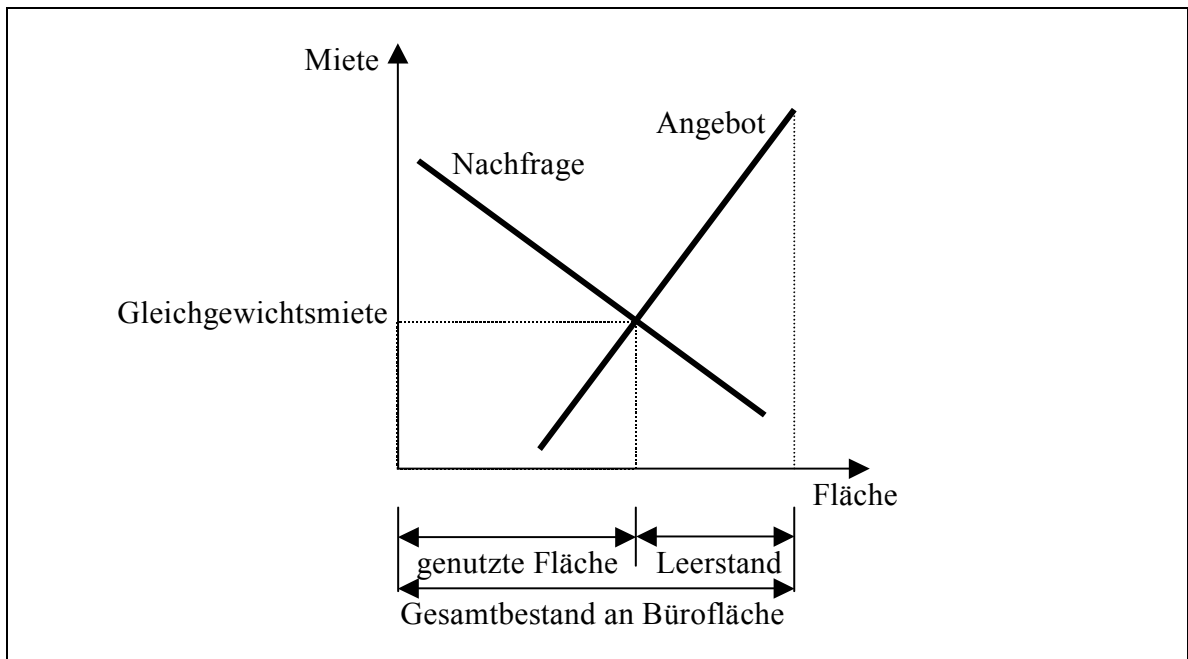 Miete
Angebot
Nachfrage
Gleichgewichtsmiete
Fläche
genutzte Fläche
Leerstand
Gesamtbestand an Bürofläche